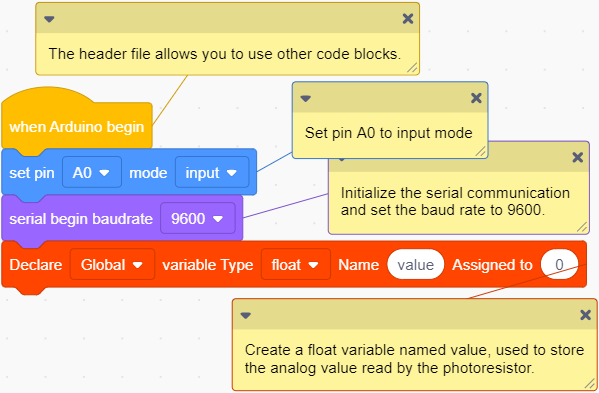 The header file allows you to use other code blocks.
when Arduino begin
Set pin A0 to input mode
set pin A0 mode input
Initialize the serial communication
and set the baud rate to 9600.
serial begin baudrate 9600
Declare Global variable Type float Name value Assigned to 0
Create a float variable named value, used to store
the analog value read by the photoresistor.